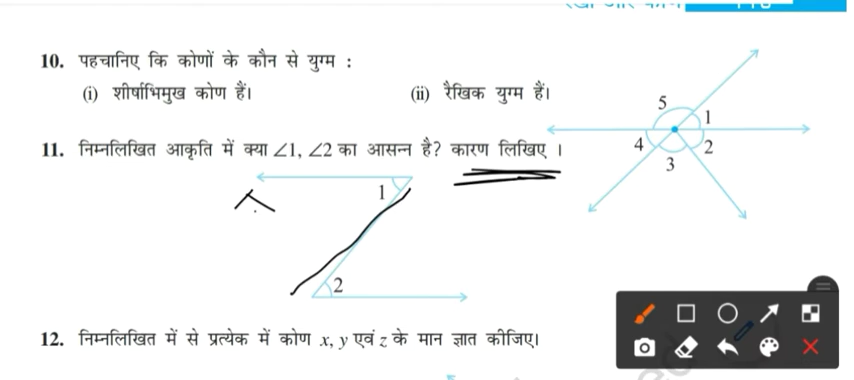 10. पहचानिए कि कोणों के कौन से युग्म :
(i) शीर्षाभिमुख कोण हैं। (ii) रैखिक युग्म हैं।
5
1
4
2
3
11. निम्नलिखित आकृति में क्या ∠1, ∠2 का आसन्न है? कारण लिखिए ।
1
2
12. निम्नलिखित में से प्रत्येक में कोण x, y एवं z के मान ज्ञात कीजिए।